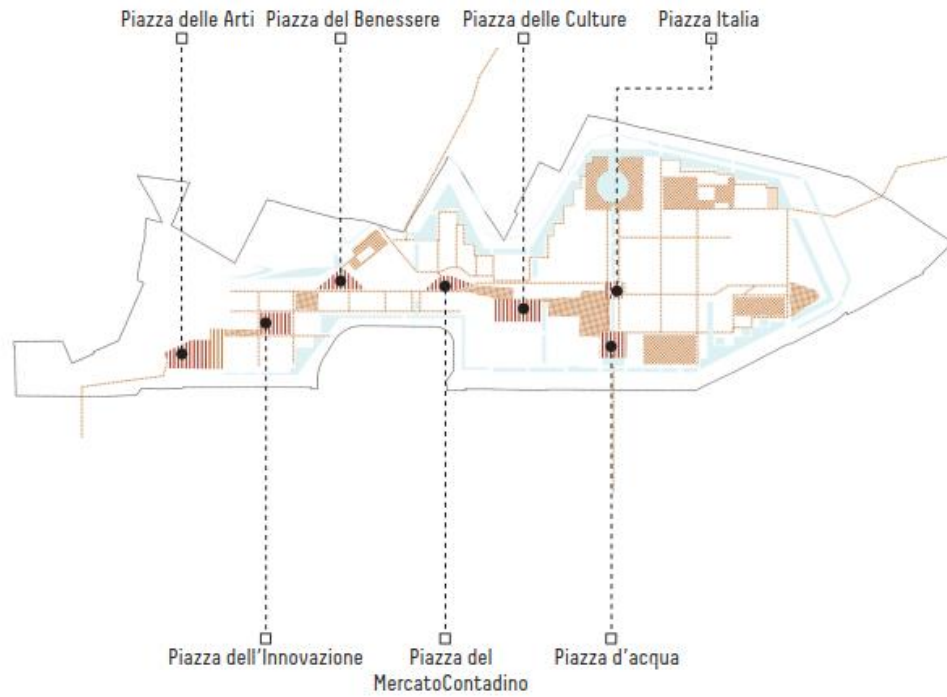 Piazza delle Arti
Piazza del Benessere
Piazza delle Culture
Piazza Italia
Piazza dell'Innovazione
Piazza del
MercatoContadino
Piazza d'acqua